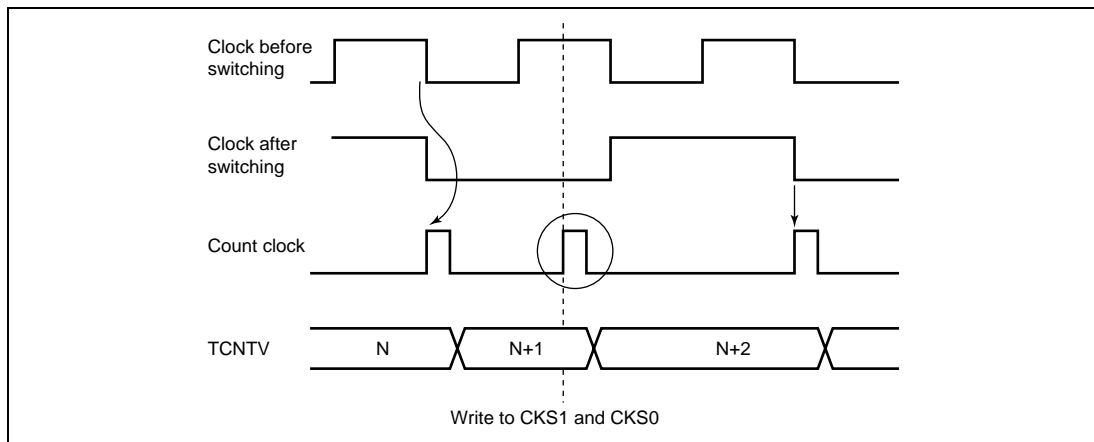 Clock before
switching
Clock after
switching
Count clock
TCNTV
N
N+1
N+2
Write to CKS1 and CKS0